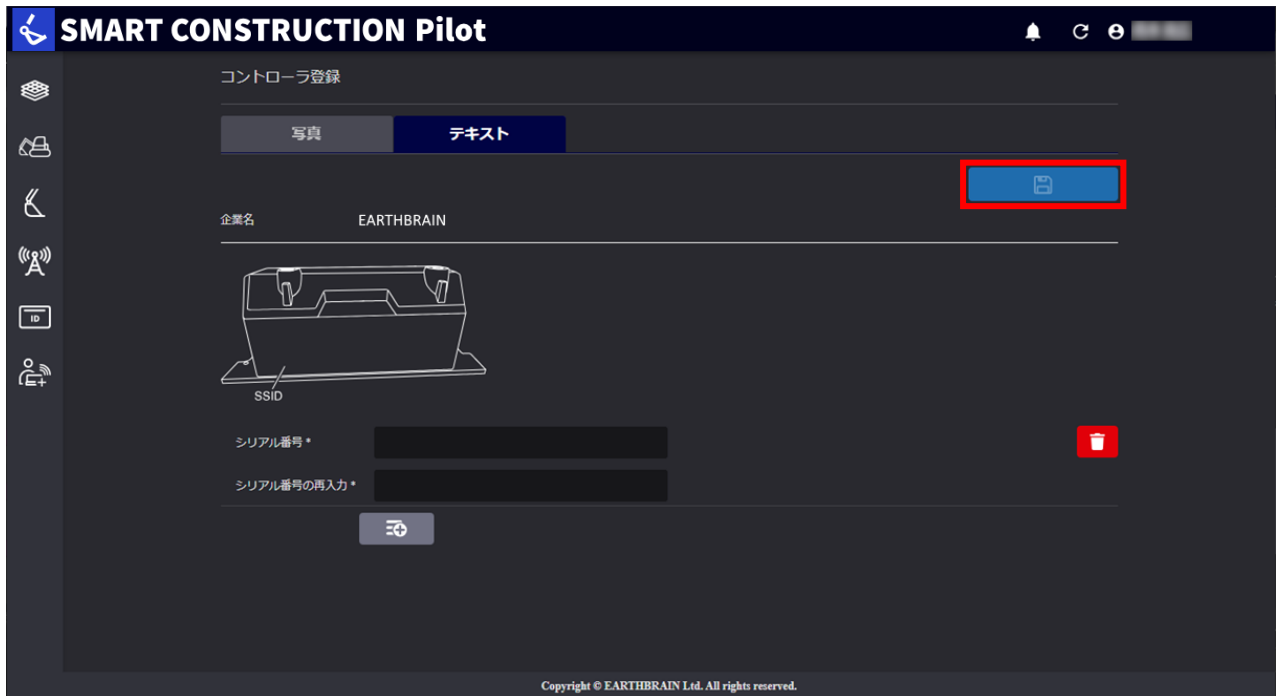 SMART CONSTRUCTION Pilot
コントローラ登録
写真 テキスト
企業名 EARTHBRAIN
SSID
シリアル番号 *
シリアル番号の再入力 *
ID
Copyright © EARTHBRAIN Ltd. All rights reserved.